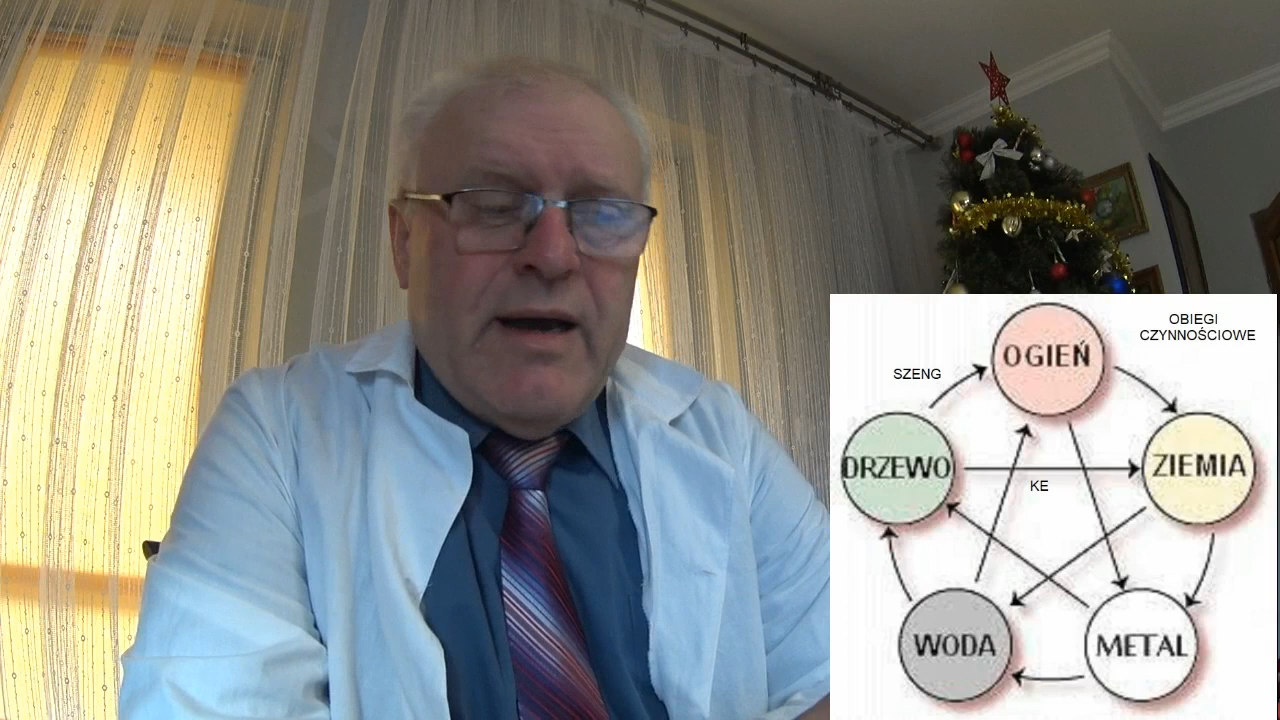 OBIEGI
CZYNNOŚCIOWE
OGIEŃ
SZENG
DRZEWO
ZIEMIA
KE
WODA
METAL